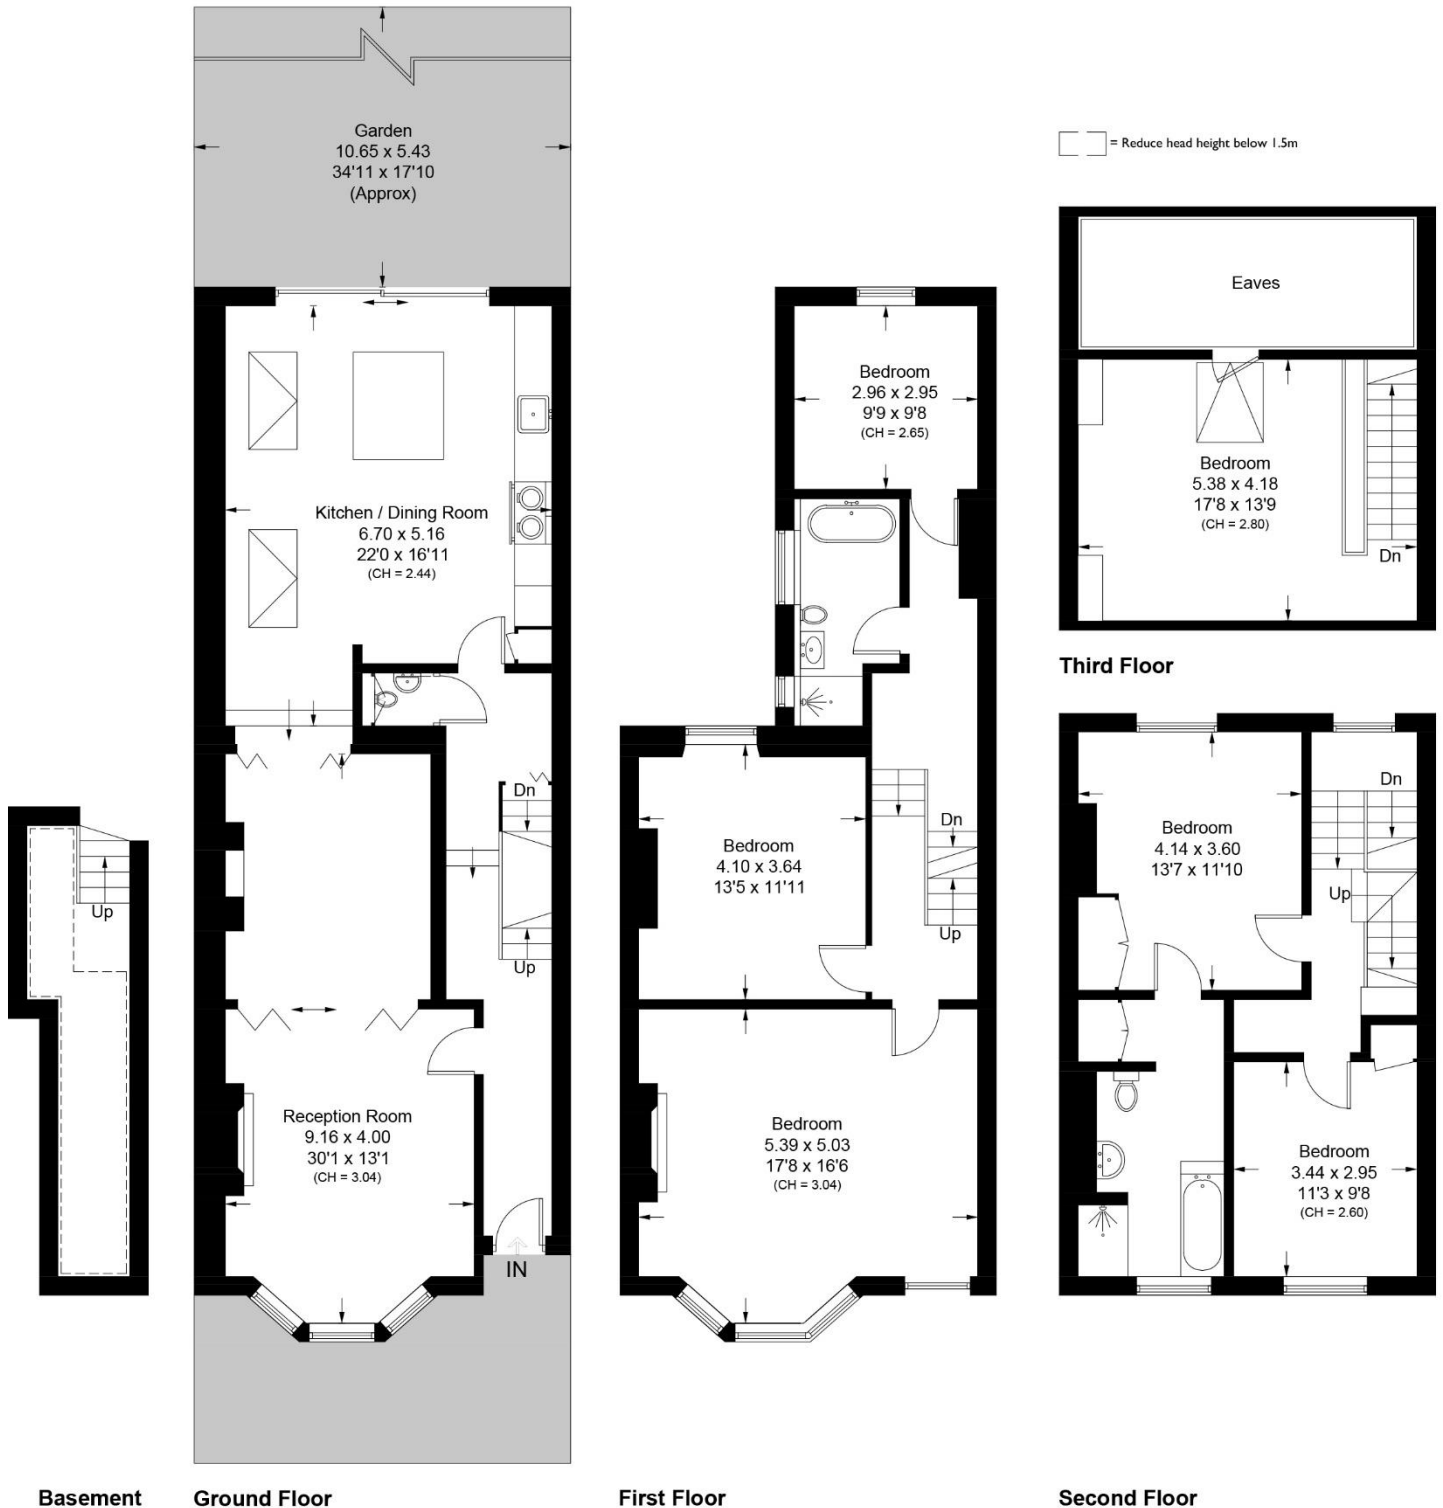 Garden
10.65 x 5.43
34'11 x 17'10
(Approx)
= Reduce head height below 1.5m
Eaves
Bedroom
5.38 x 4.18
17'8 x 13'9
(CH = 2.80)
Dn
Third Floor
Kitchen / Dining Room
6.70 x 5.16
22'0 x 16'11
(CH = 2.44)
Dn
Up
Reception Room
9.16 x 4.00
30'1 x 13'1
(CH = 3.04)
IN
Up
Bedroom
2.96 x 2.95
9'9 x 9'8
(CH = 2.65)
Bedroom
4.10 x 3.64
13'5 x 11'11
Dn
Up
Bedroom
5.39 x 5.03
17'8 x 16'6
(CH = 3.04)
Bedroom
4.14 x 3.60
13'7 x 11'10
Dn
Up
Bedroom
3.44 x 2.95
11'3 x 9'8
(CH = 2.60)
Basement
Ground Floor
First Floor
Second Floor